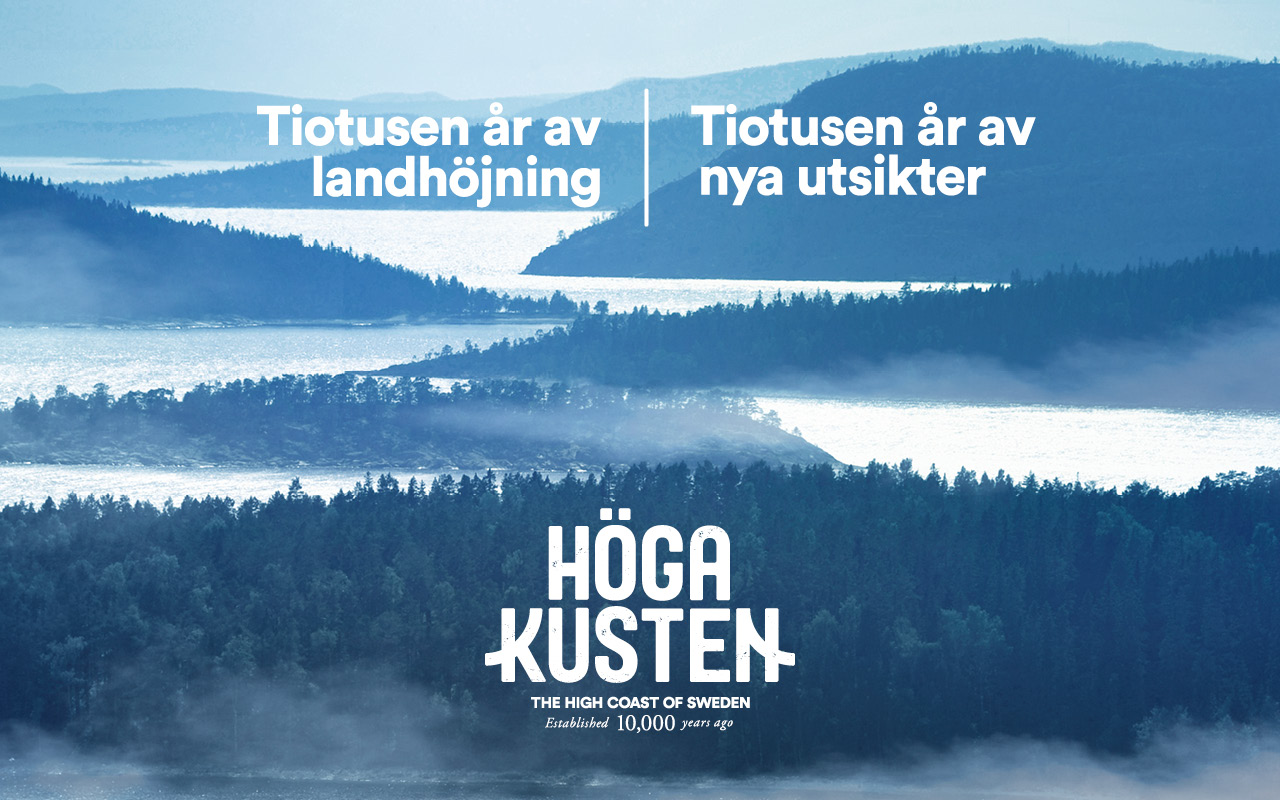 Tiotusen år av
landhöjning
Tiotusen år av
nya utsikter
HÖGA
KUSTEN
THE HIGH COAST OF SWEDEN
Established 10,000 years ago